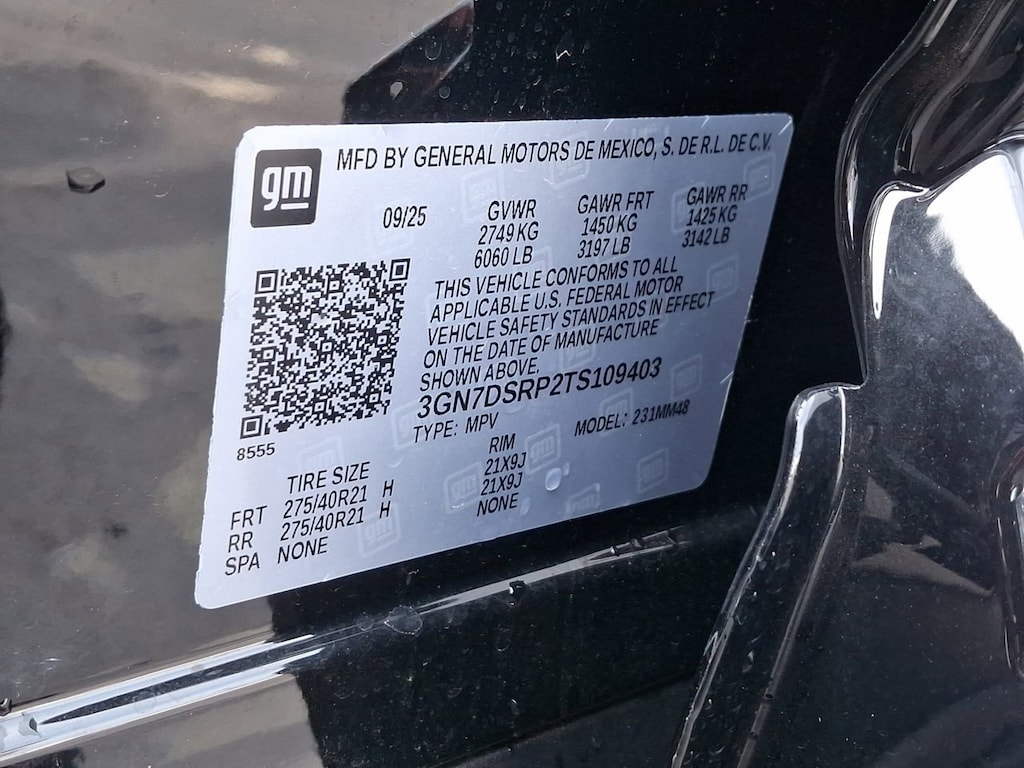 gm
MFD BY GENERAL MOTORS DE MEXICO, S. DE R.L. DE C.V.
09/25 GVWR GAWR FRT GAWR RR
2749 KG 1450 KG 1425 KG
6060 LB 3197 LB 3142 LB
THIS VEHICLE CONFORMS TO ALL
APPLICABLE U.S. FEDERAL MOTOR
VEHICLE SAFETY STANDARDS IN EFFECT
ON THE DATE OF MANUFACTURE
SHOWN ABOVE.
3GN7DSRP2TS109403
TYPE: MPV MODEL: 231MM48
8555
TIRE SIZE RIM
FRT 275/40R21 H 21X9J
RR 275/40R21 H 21X9J
SPA NONE NONE